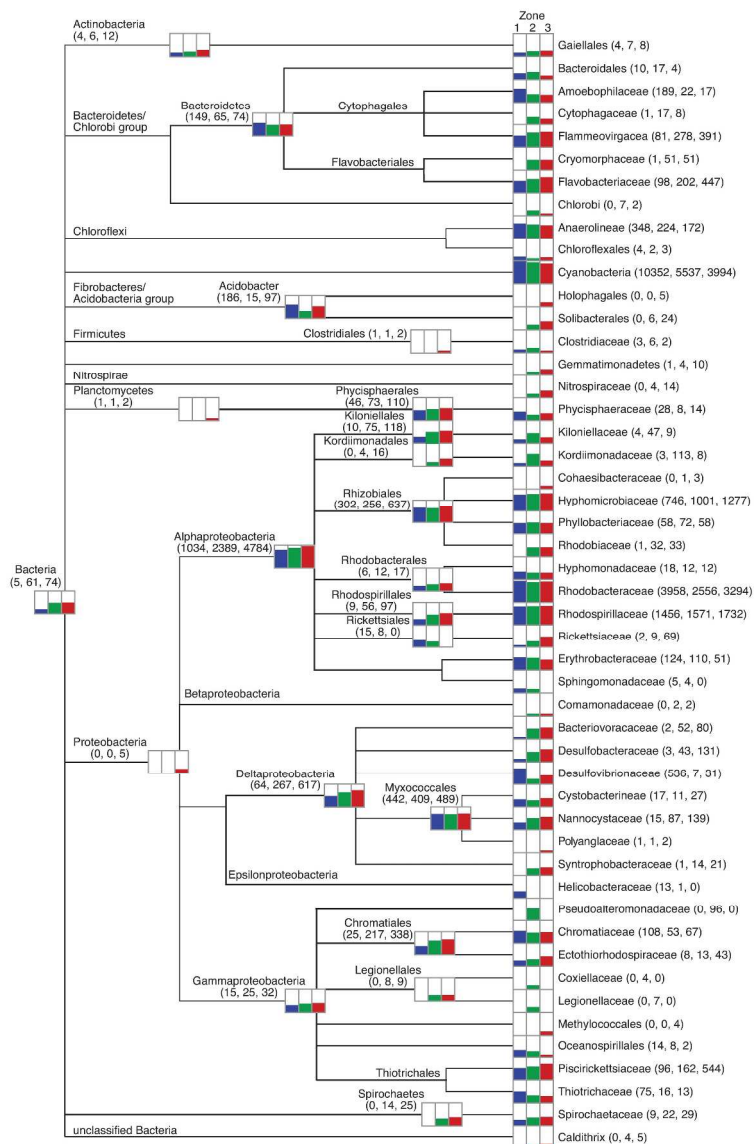 Zone
1 2 3
Actinobacteria
(4, 6, 12)
Gaiellales (4, 7, 8)
Bacteroidales (10, 17, 4)
Bacteroidetes/
Chlorobi group
Bacteroidetes
(149, 65, 74)
Cytophagales
Amoebophilaceae (189, 22, 17)
Cytophagaceae (1, 17, 8)
Flammeovirgacea (81, 278, 391)
Flavobacteriales
Cryomorphaceae (1, 51, 51)
Flavobacteriaceae (98, 202, 447)
Chlorobi (0, 7, 2)
Chloroflexi
Anaerolineae (348, 224, 172)
Chloroflexales (4, 2, 3)
Cyanobacteria (10352, 5537, 3994)
Fibrobacteres/
Acidobacteria group
Acidobacter
(186, 15, 97)
Holophagales (0, 0, 5)
Solibacterales (0, 6, 24)
Firmicutes
Clostridiales (1, 1, 2)
Clostridiaceae (3, 6, 2)
Gemmatimonadetes (1, 4, 10)
Nitrospirae
Nitrospiraceae (0, 4, 14)
Planctomycetes
(1, 1, 2)
Phycisphaerales
(46, 73, 110)
Phycisphaeraceae (28, 8, 14)
Kiloniellales
(10, 75, 118)
Kiloniellaceae (4, 47, 9)
Kordiimonadales
(0, 4, 16)
Kordimonadaceae (3, 113, 8)
Cohaesibacteraceae (0, 1, 3)
Rhizobiales
(302, 256, 637)
Hyphomicrobiaceae (746, 1001, 1277)
Phyllobacteriaceae (58, 72, 58)
Rhodobiaceae (1, 32, 33)
Alphaproteobacteria
(1034, 2389, 4784)
Rhodobacterales
(6, 12, 17)
Hyphomonadaceae (18, 12, 12)
Rhodobacteraceae (3958, 2556, 3294)
Bacteria
(5, 61, 74)
Rhodospirillales
(9, 56, 97)
Rhodospirillaceae (1456, 1571, 1732)
Rickettsiales
(15, 8, 0)
Rickettsiaceae (2, 9, 69)
Erythrobacteraceae (124, 110, 51)
Sphingomonadaceae (5, 4, 0)
Betaproteobacteria
Comamonadaceae (0, 2, 2)
Proteobacteria
(0, 0, 5)
Bacteriovoracaceae (2, 52, 80)
Desulfobacteraceae (3, 43, 131)
Deltaproteobacteria
(64, 267, 617)
Desulfovibrionaceae (536, 7, 31)
Myxococcales
(442, 409, 489)
Cystobacterineae (17, 11, 27)
Nannocystaceae (15, 87, 139)
Polyanglaceae (1, 1, 2)
Syntrophobacteraceae (1, 14, 21)
Epsilonproteobacteria
Helicobacteraceae (13, 1, 0)
Pseudoalteromonadaceae (0, 96, 0)
Chromatiales
(25, 217, 338)
Chromatiaceae (108, 53, 67)
Ectothiorhodospiraceae (8, 13, 43)
Gammaproteobacteria
(15, 25, 32)
Legionellales
(0, 8, 9)
Coxiellaceae (0, 4, 0)
Legionellaceae (0, 7, 0)
Methylococcales (0, 0, 4)
Oceanospirillales (14, 8, 2)
Thiotrichales
Piscirickettsiaceae (96, 162, 544)
Thiotrichaceae (75, 16, 13)
Spirochaetes
(0, 14, 25)
Spirochaetaceae (9, 22, 29)
unclassified Bacteria
Caldithrix (0, 4, 5)